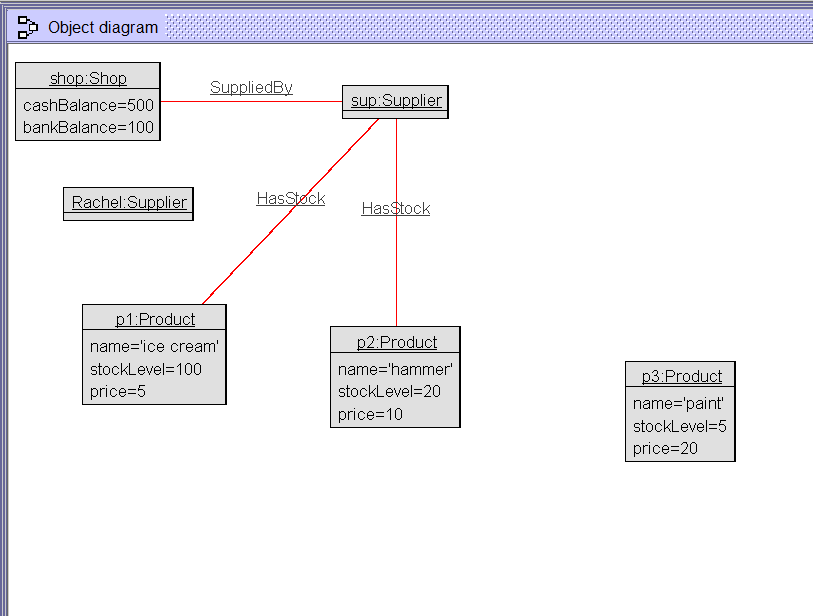 Object diagram
shop:Shop
cashBalance=500
bankBalance=100
SuppliedBy
sup:Supplier
Rachel:Supplier
HasStock
HasStock
p1:Product
name='ice cream'
stockLevel=100
price=5
p2:Product
name='hammer'
stockLevel=20
price=10
p3:Product
name='paint'
stockLevel=5
price=20